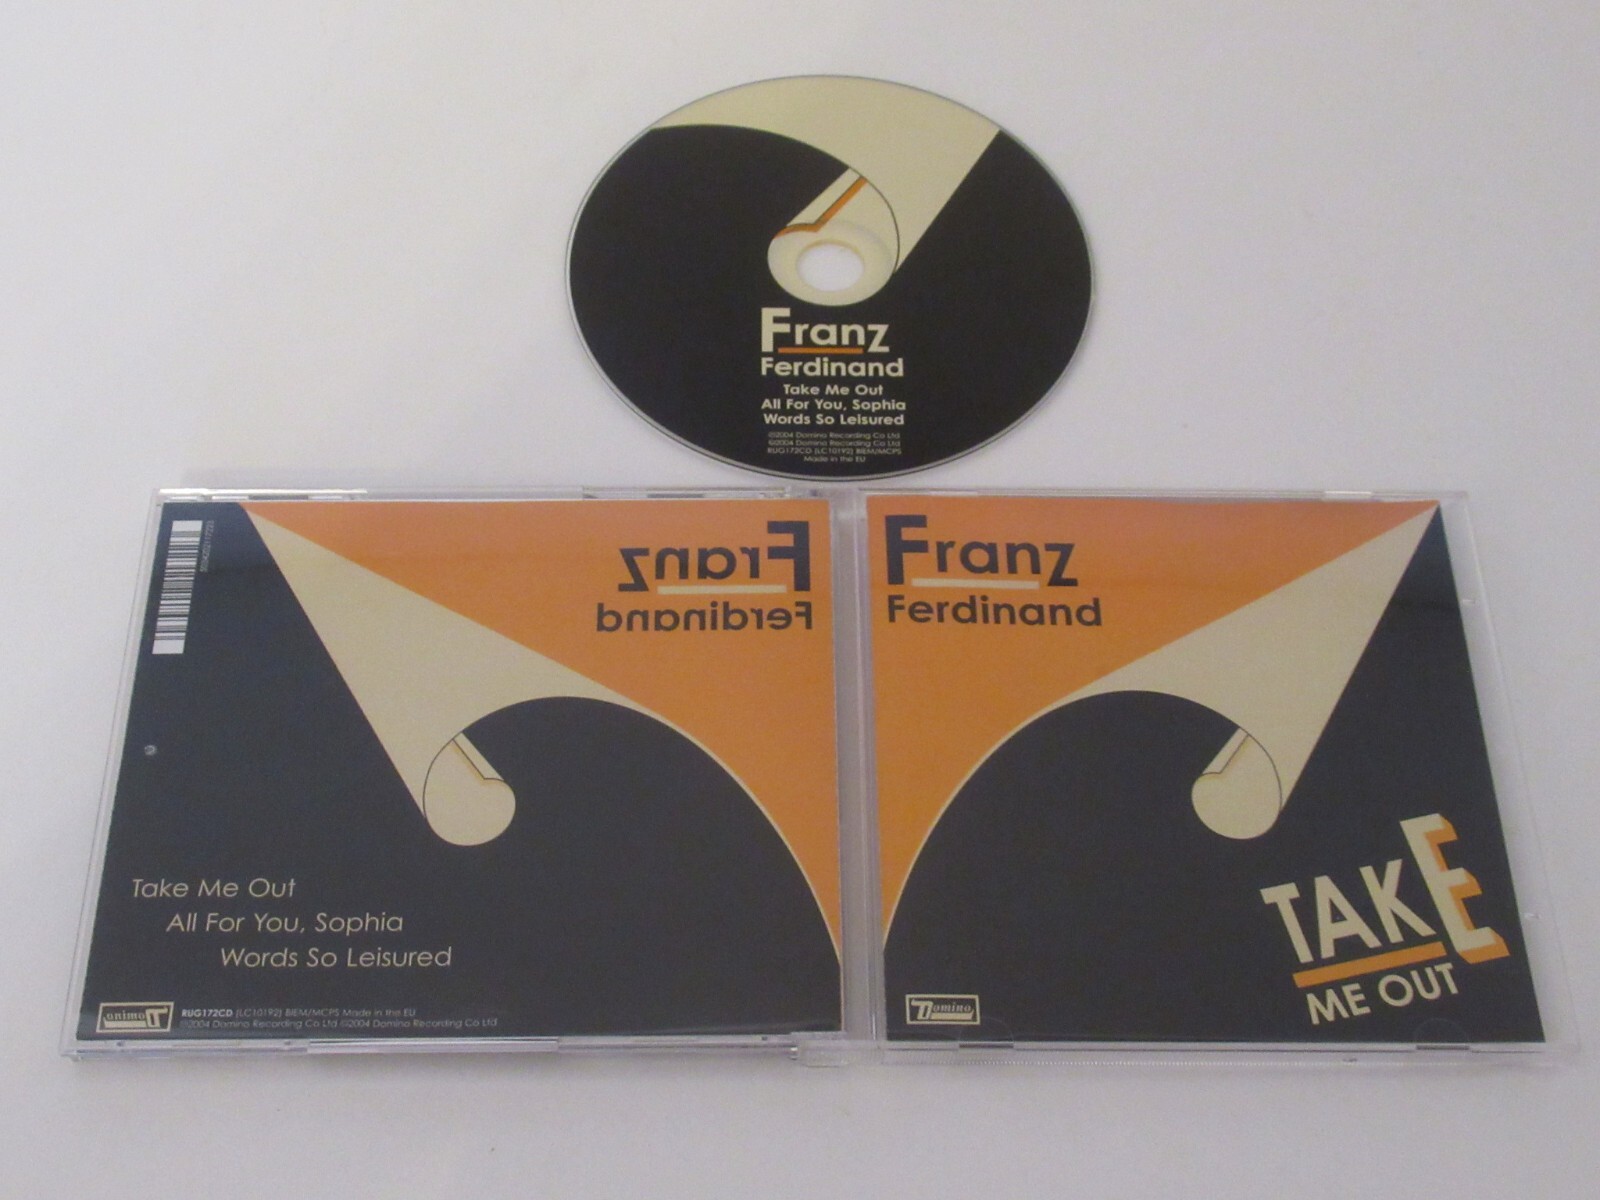 Franz
Ferdinand
Take Me Out
All For You, Sophia
Words So Leisured
℗2004 Domino Recording Co Ltd
©2004 Domino Recording Co Ltd
RUG172CD (LC10192) BIEM/MCPS
Made in the EU
Franz
Ferdinand
Take Me Out
All For You, Sophia
Words So Leisured
Domino
RUG172CD (LC10192) BIEM/MCPS Made in the EU
℗2004 Domino Recording Co Ltd ©2004 Domino Recording Co Ltd
Franz
Ferdinand
TAKE
ME OUT
Domino